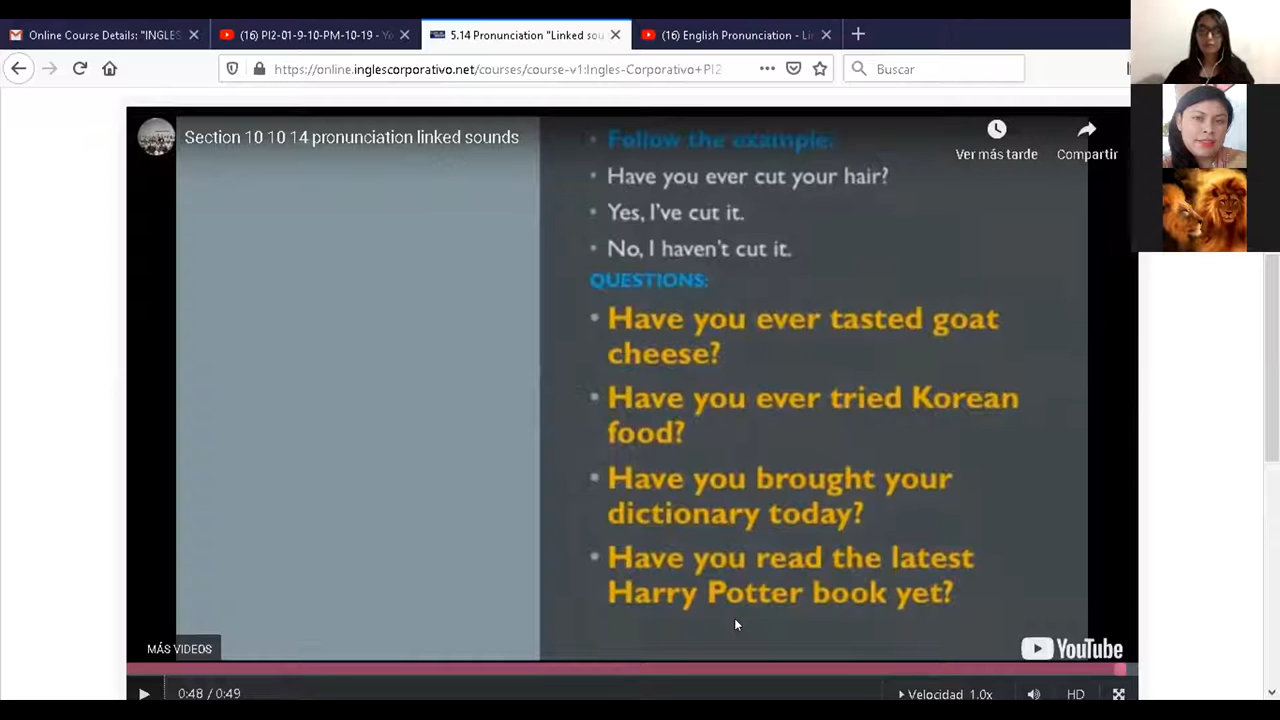 Online Course Details: "INGLES
(16) PI2-01-9-10-PM-10-19 - Yo
5.14 Pronunciation "Linked sou
(16) English Pronunciation - Lin
https://online.inglescorporativo.net/courses/course-v1:Ingles-Corporativo+PI2
Buscar
Section 10 10 14 pronunciation linked sounds
Ver más tarde
Compartir
• Follow the example:
• Have you ever cut your hair?
• Yes, I've cut it.
• No, I haven't cut it.
QUESTIONS:
• Have you ever tasted goat
cheese?
• Have you ever tried Korean
food?
• Have you brought your
dictionary today?
• Have you read the latest
Harry Potter book yet?
MÁS VIDEOS
YouTube
0:48 / 0:49
Velocidad 1.0x
HD